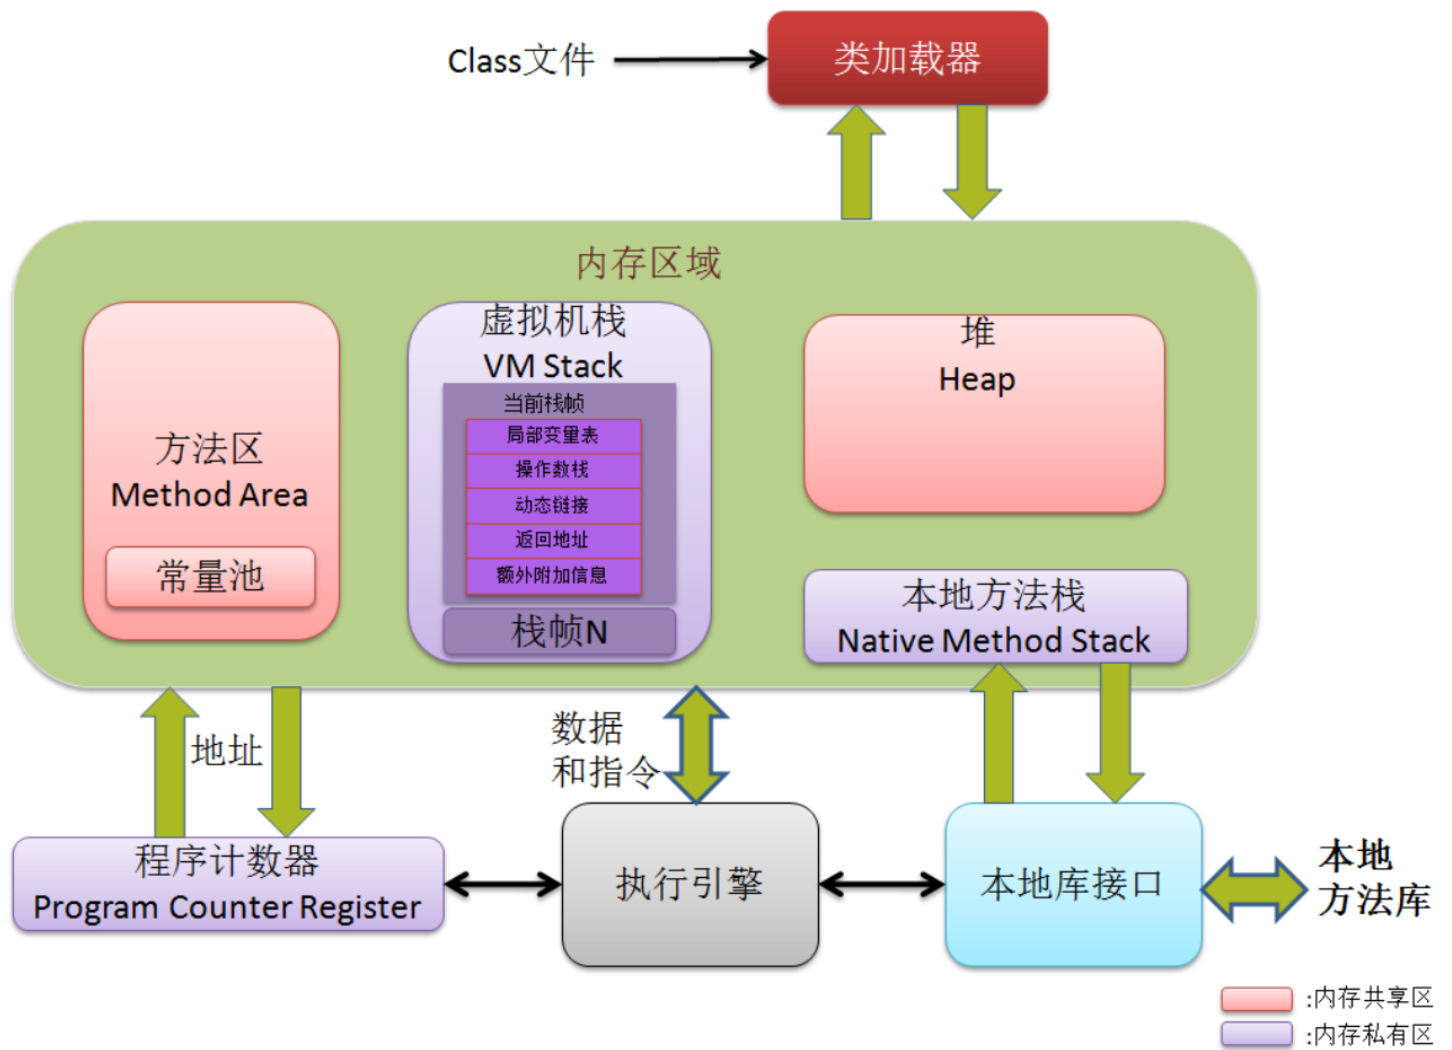 Class文件
类加载器
内存区域
方法区
Method Area
常量池
虚拟机栈
VM Stack
当前栈帧
局部变量表
操作数栈
动态链接
返回地址
额外附加信息
栈帧N
堆
Heap
本地方法栈
Native Method Stack
地址
数据
和指令
程序计数器
Program Counter Register
执行引擎
本地库接口
本地
方法库
:内存共享区
:内存私有区